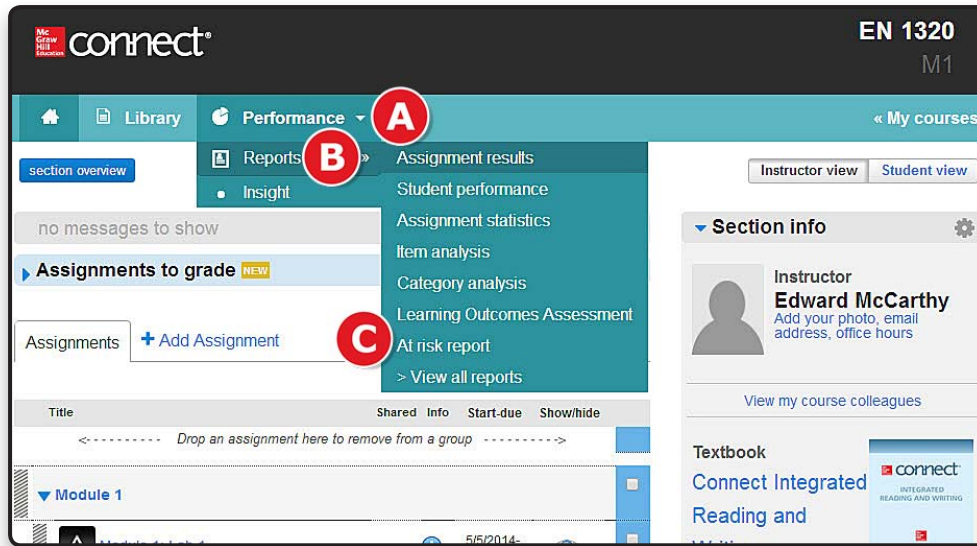 Mc
Graw
Hill
Education
connect
EN 1320
M1
Library
Performance
A
« My courses
Reports
B
»
Assignment results
section overview
Insight
Student performance
Instructor view
Student view
no messages to show
Assignment statistics
Section info
Item analysis
Assignments to grade NEW
Category analysis
Instructor
Edward McCarthy
Add your photo, email
address, office hours
Learning Outcomes Assessment
Assignments
+ Add Assignment
C
At risk report
> View all reports
View my course colleagues
Title Shared Info Start-due Show/hide
<---------- Drop an assignment here to remove from a group ---------->
Textbook
Connect Integrated
Reading and
connect
INTEGRATED
READING AND WRITING
Module 1
5/5/2014-